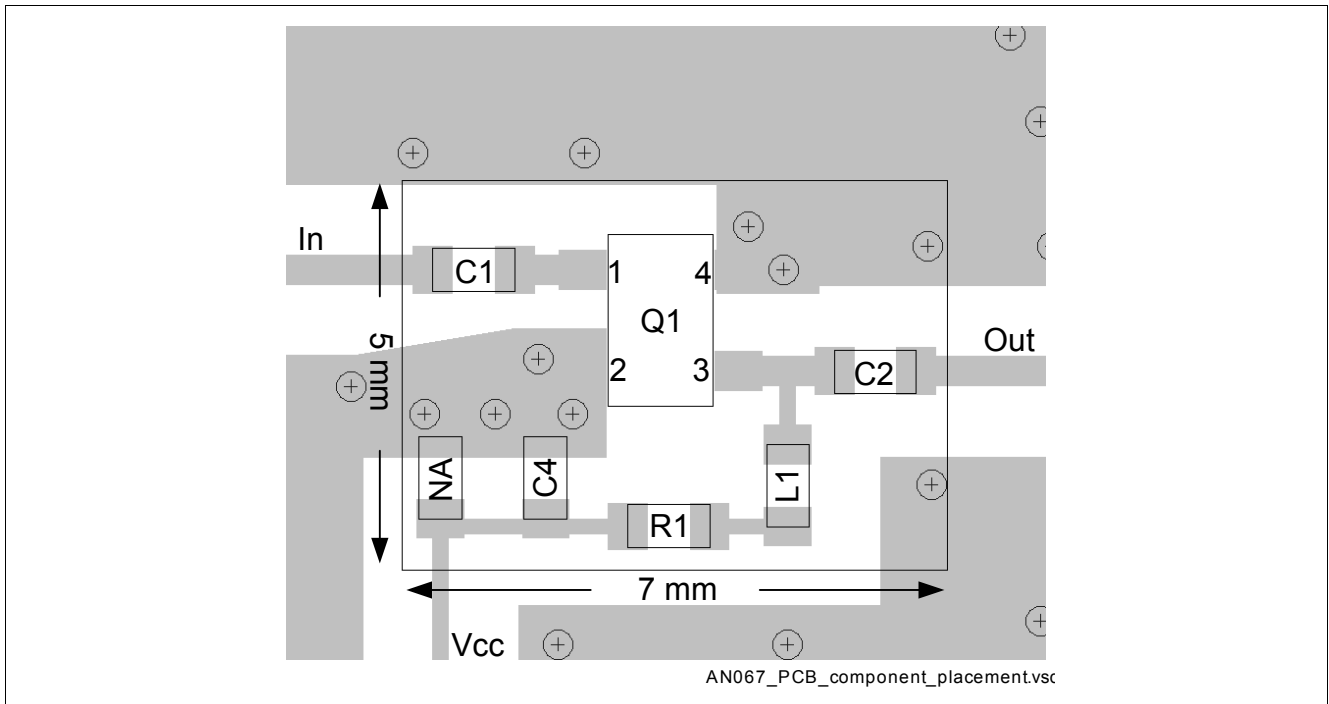 In
C1
1
4
Q1
5 mm
2
3
Out
C2
NA
C4
L1
R1
7 mm
Vcc
AN067_PCB_component_placement.vsd